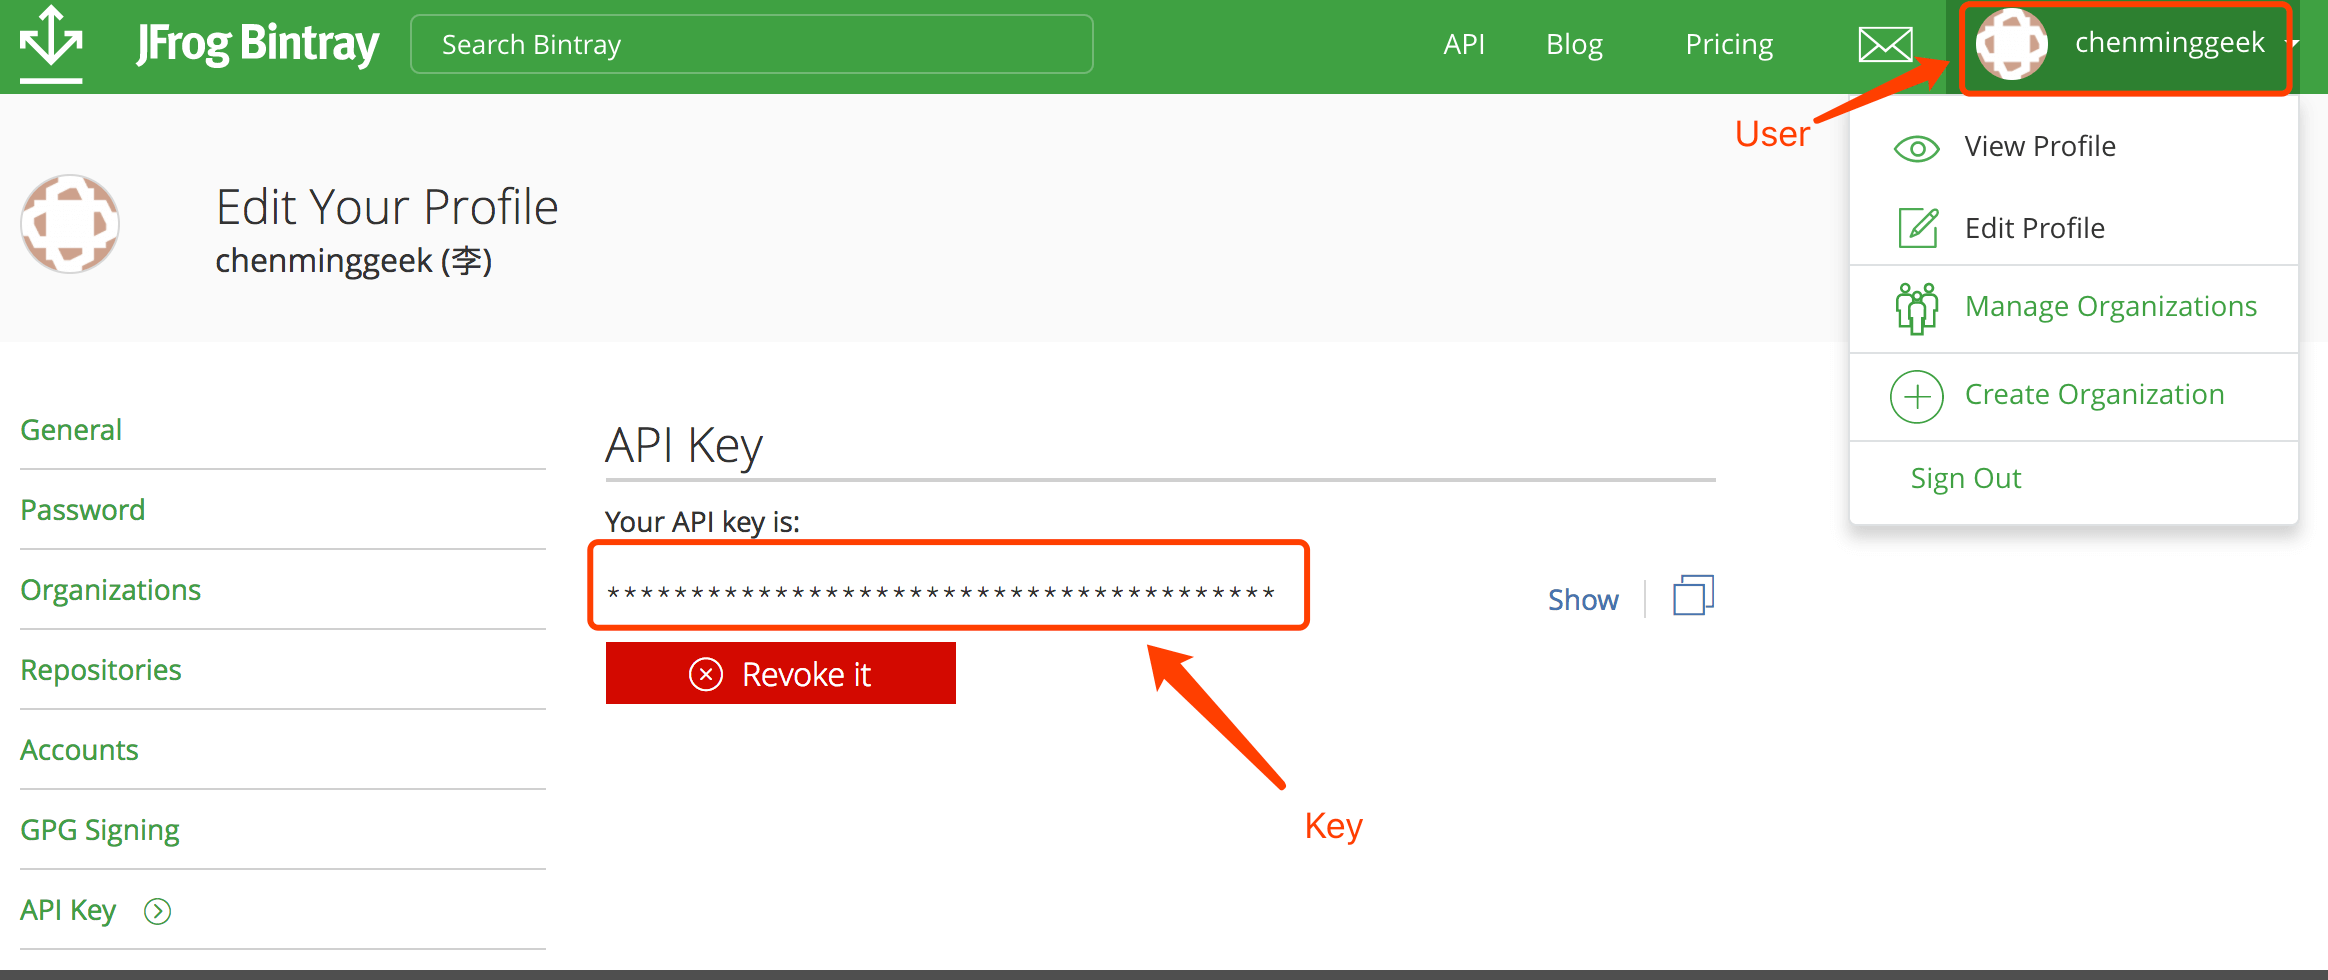 JFrog Bintray
Search Bintray
API
Blog
Pricing
chenminggeek
User
View Profile
Edit Profile
Manage Organizations
Create Organization
Sign Out
Edit Your Profile
chenminggeek (李)
General
Password
Organizations
Repositories
Accounts
GPG Signing
API Key
API Key
Your API key is:
****************************************
Show
Revoke it
Key